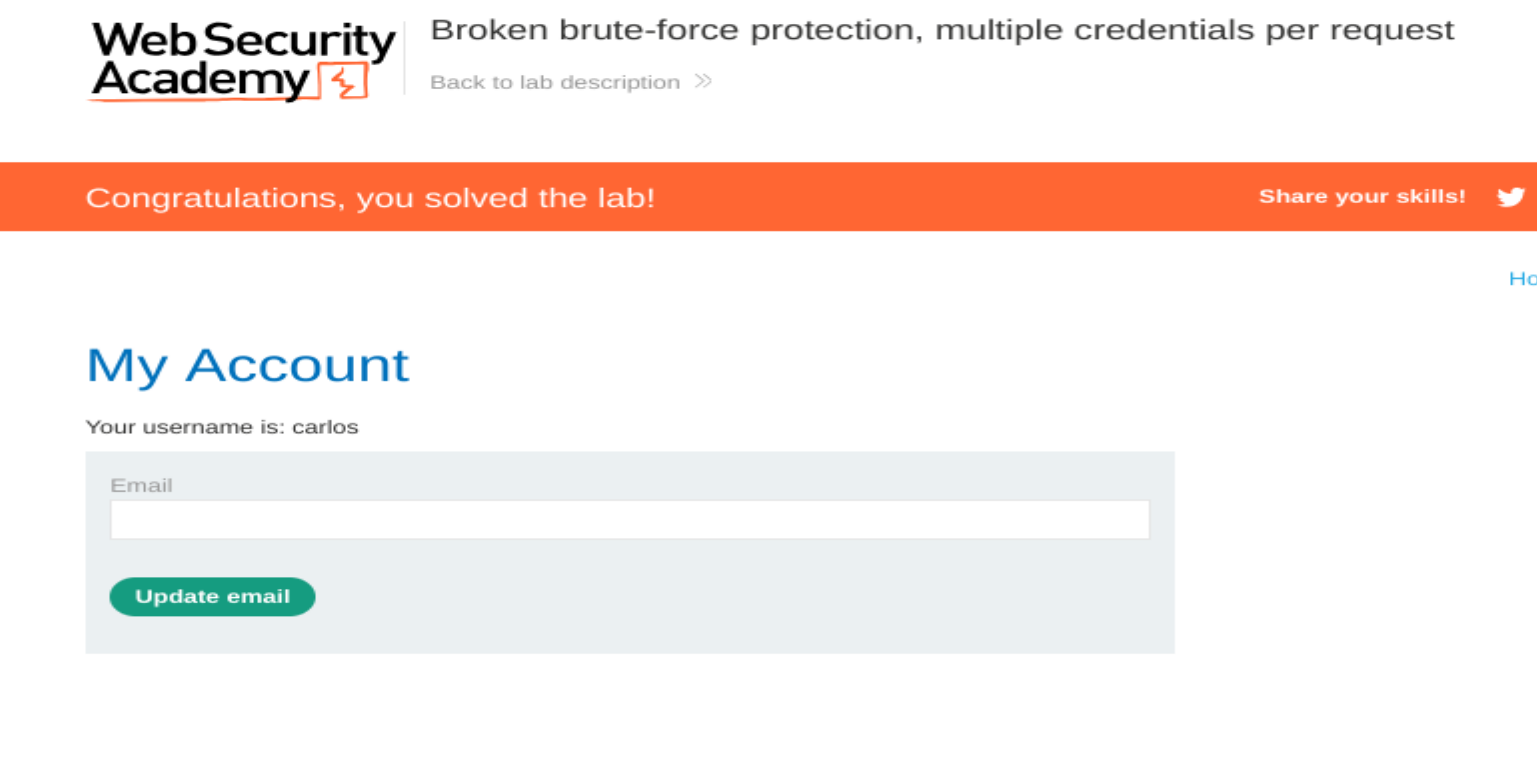 Web Security
Academy
Broken brute-force protection, multiple credentials per request
Back to lab description
Congratulations, you solved the lab!
Share your skills!
Ho
My Account
Your username is: carlos
Email
Update email